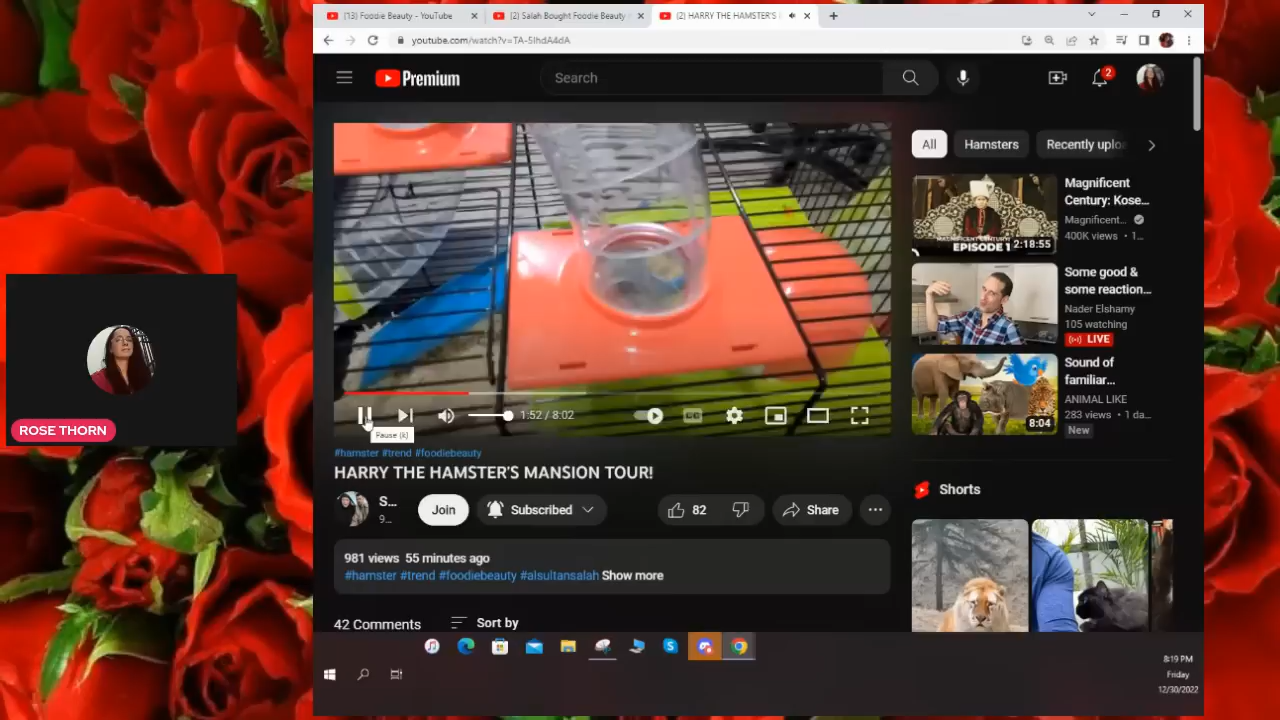 (13) Foodie Beauty - YouTube
(2) Salah Bought Foodie Beauty
(2) HARRY THE HAMSTER'S
youtube.com/watch?v=TA-SIhdA4dA
Premium
Search
2
All
Hamsters
Recently uplo
Magnificent
Century: Kose...
Magnificent...
400K views • 1...
EPISODE 1
2:18:55
Some good &
some reaction...
Nader Elshamy
105 watching
LIVE
Sound of
familiar...
ANIMAL LIKE
283 views • 1 da...
8:04
New
1:52 / 8:02
Pause (k)
ROSE THORN
#hamster #trend #foodiebeauty
HARRY THE HAMSTER'S MANSION TOUR!
S...
9...
Join
Subscribed
82
Share
Shorts
981 views 55 minutes ago
#hamster #trend #foodiebeauty #alsultansalah Show more
42 Comments
Sort by
8:19 PM
Friday
12/30/2022